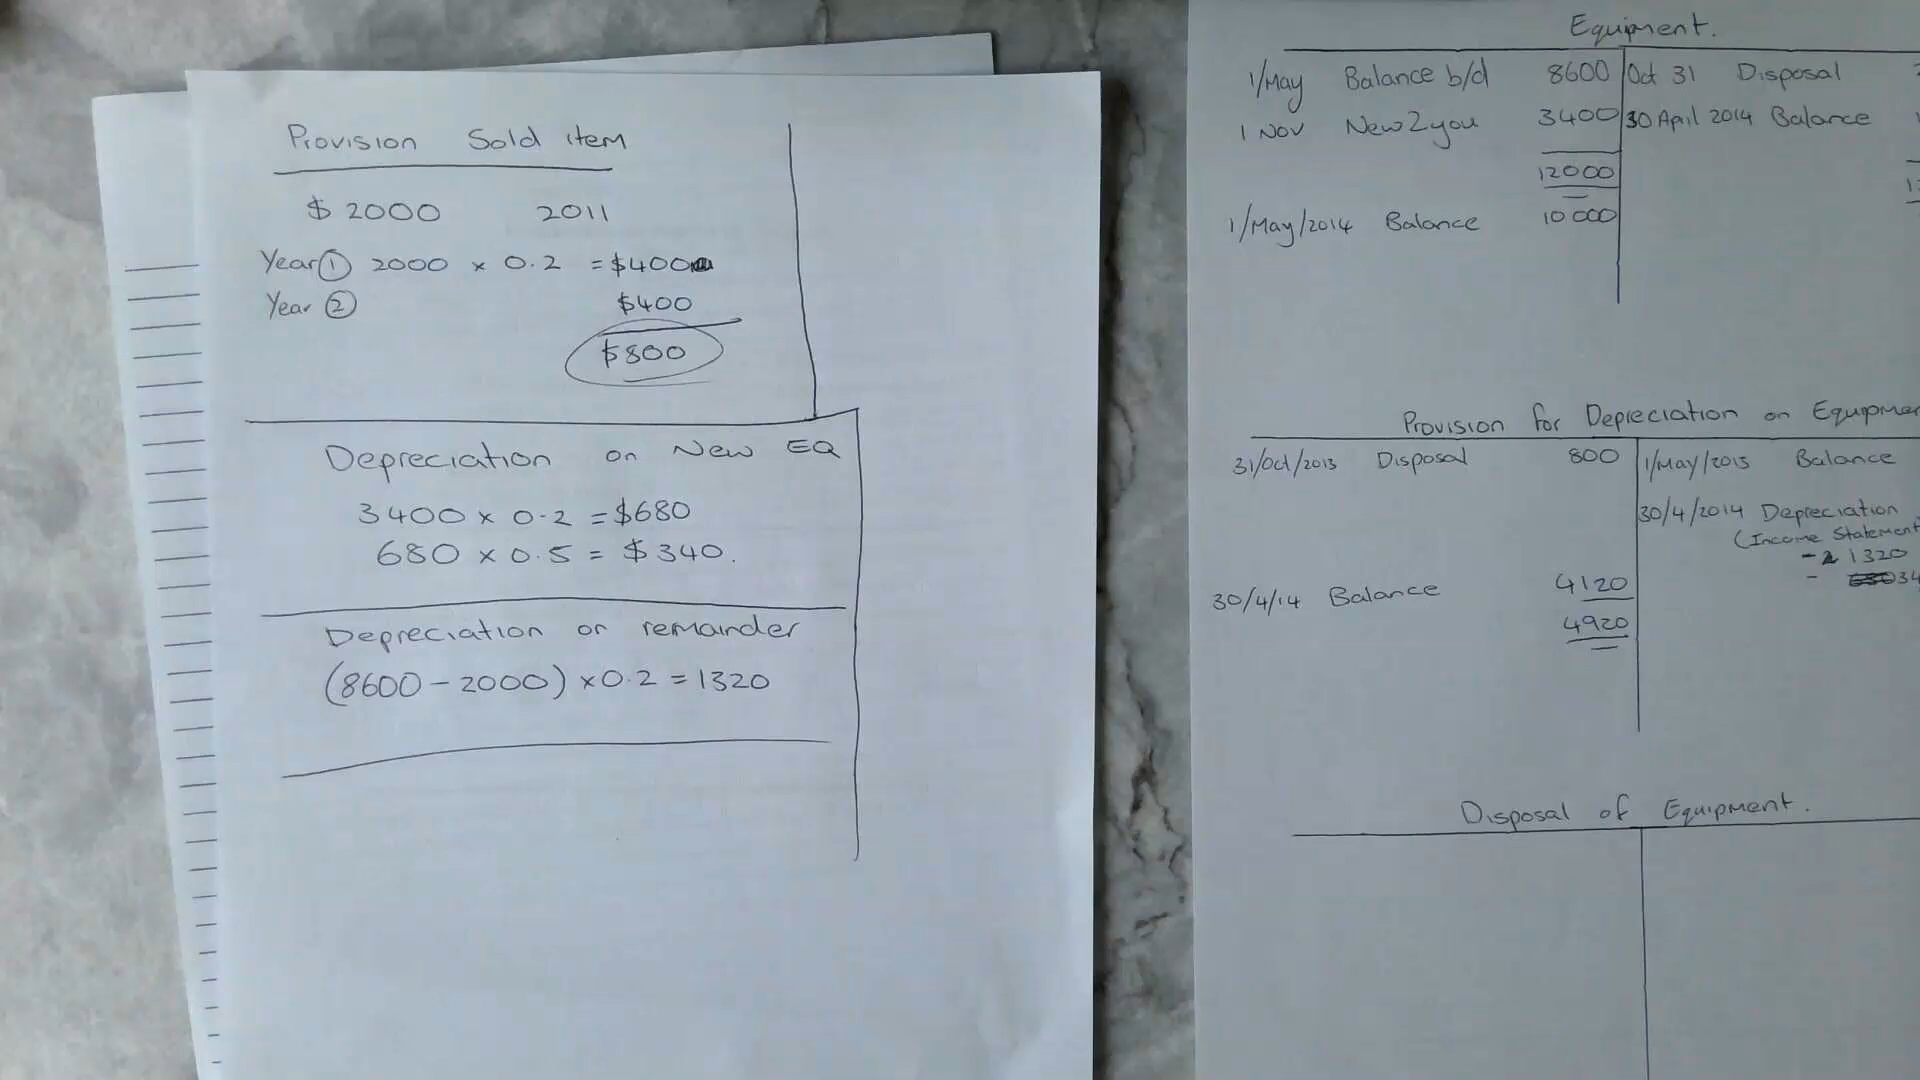 Provision Sold item
$ 2000 2011
Year ① 2000 x 0.2 = $400
Year ② $400
$800
Depreciation on New EQ
3400 x 0.2 = $680
680 x 0.5 = $340.
Depreciation on remainder
(8600 - 2000) x 0.2 = 1320
Equipment.
1/May Balance b/d 8600 Oct 31 Disposal
1 Nov New2you 3400 30 April 2014 Balance
12000
1/May/2014 Balance 10 000
Provision for Depreciation on
31/Oct/2013 Disposal 800 1/May/2013 Balance
30/4/2014 Depreciation
(Income Statement
- 1320
-
30/4/14 Balance 4120
4920
Disposal of Equipment.